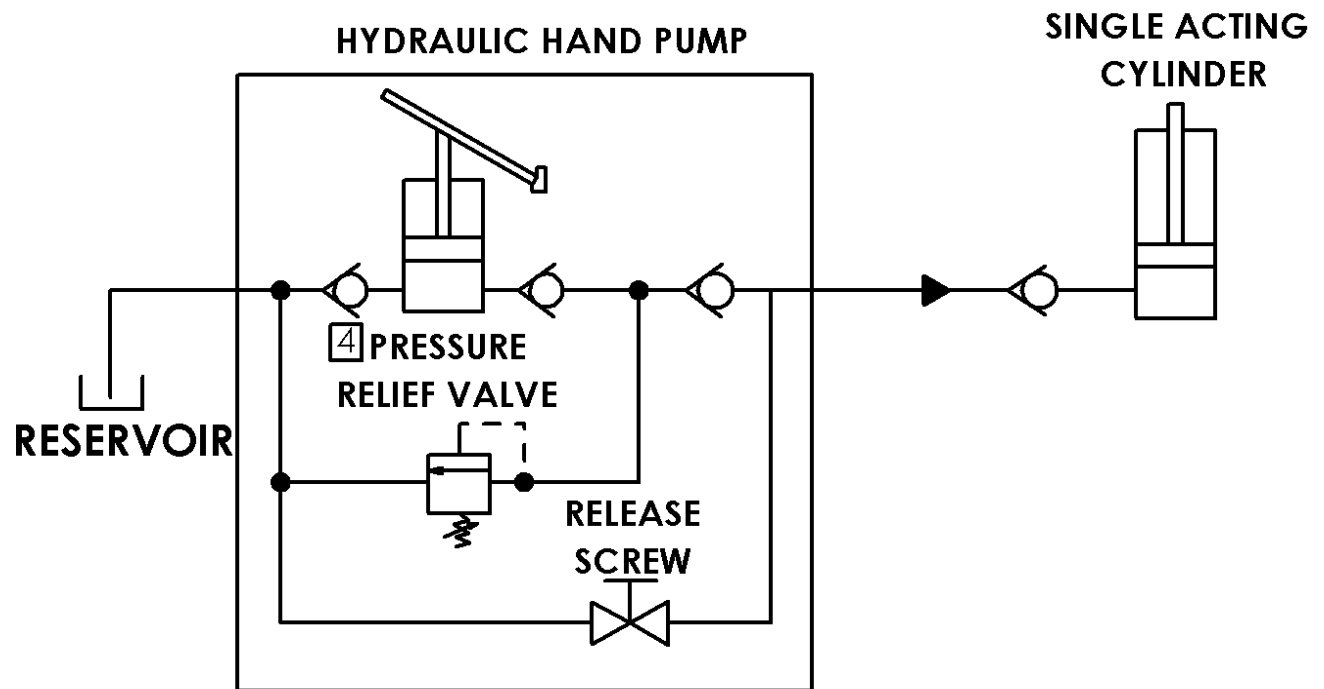 HYDRAULIC HAND PUMP
SINGLE ACTING
CYLINDER
4 PRESSURE
RELIEF VALVE
RESERVOIR
RELEASE
SCREW